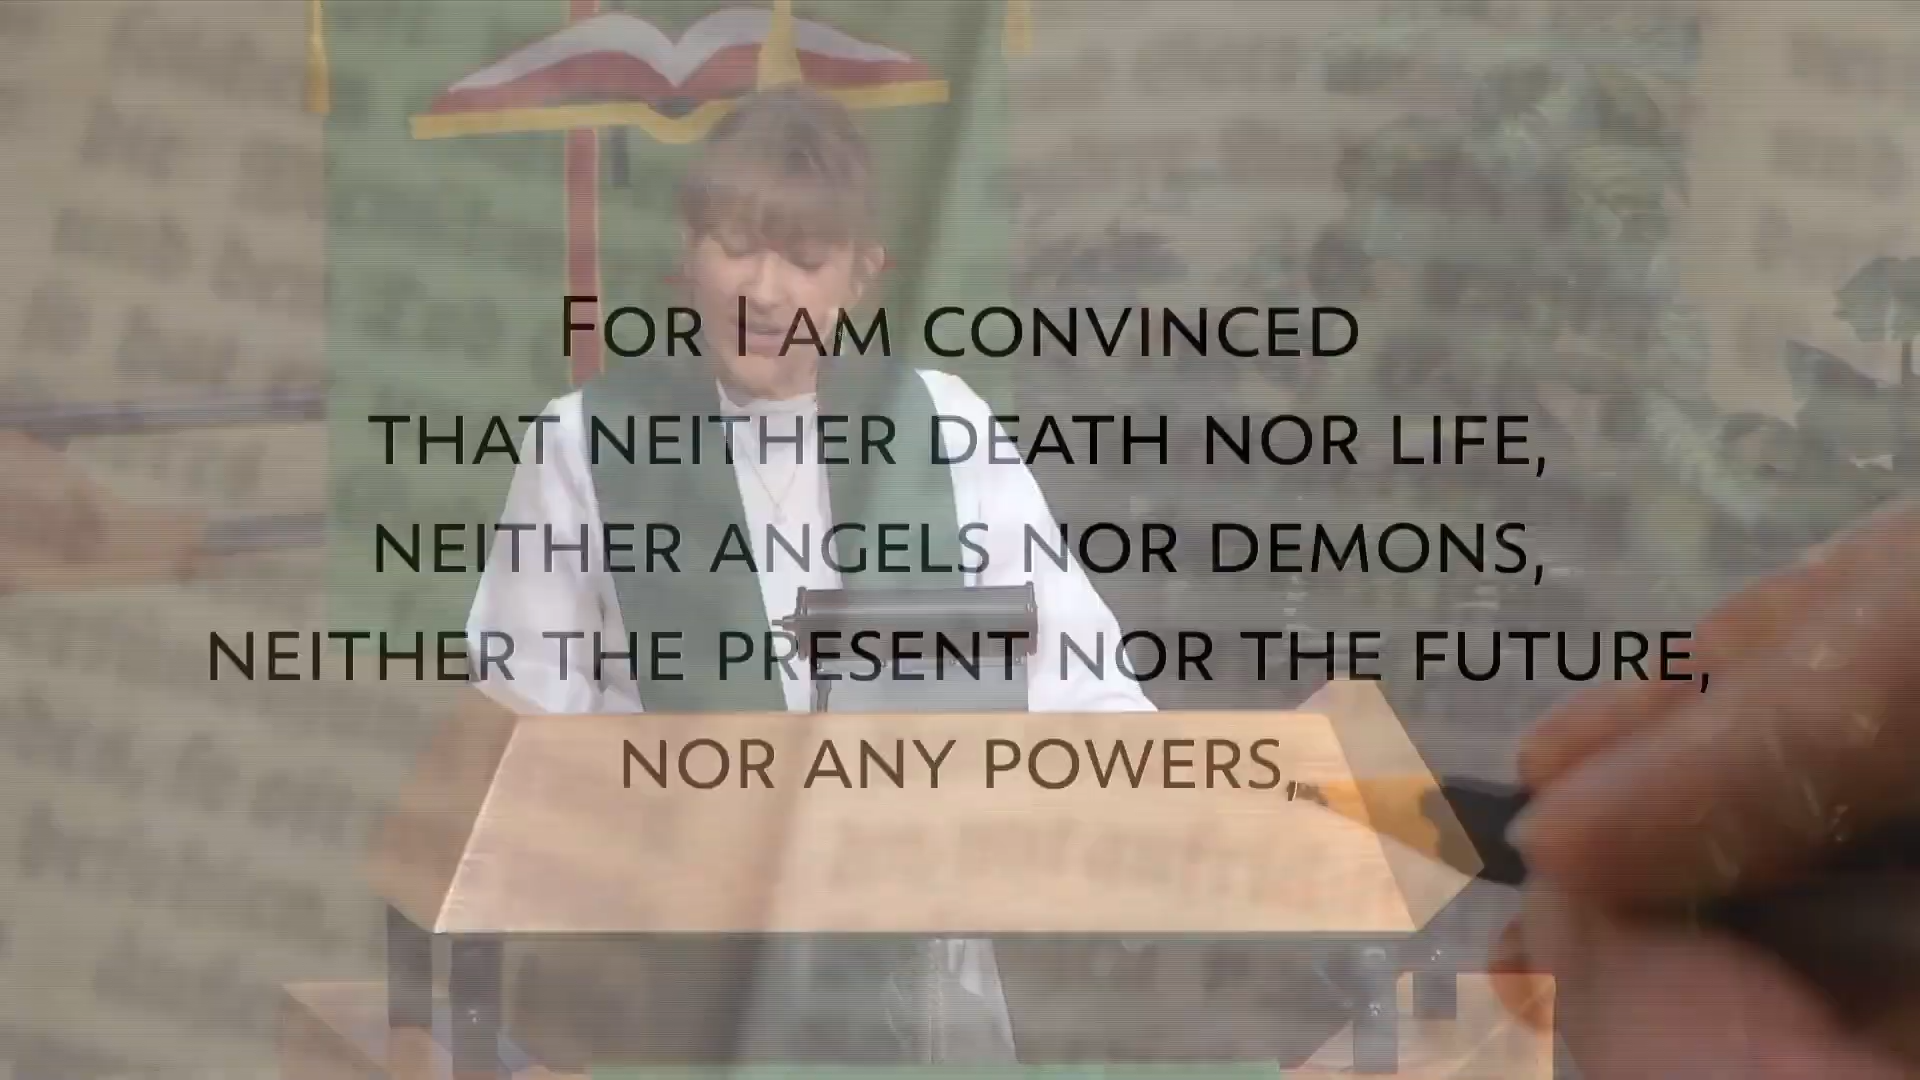 For I am convinced
that neither death nor life,
neither angels nor demons,
neither the present nor the future,
nor any powers,